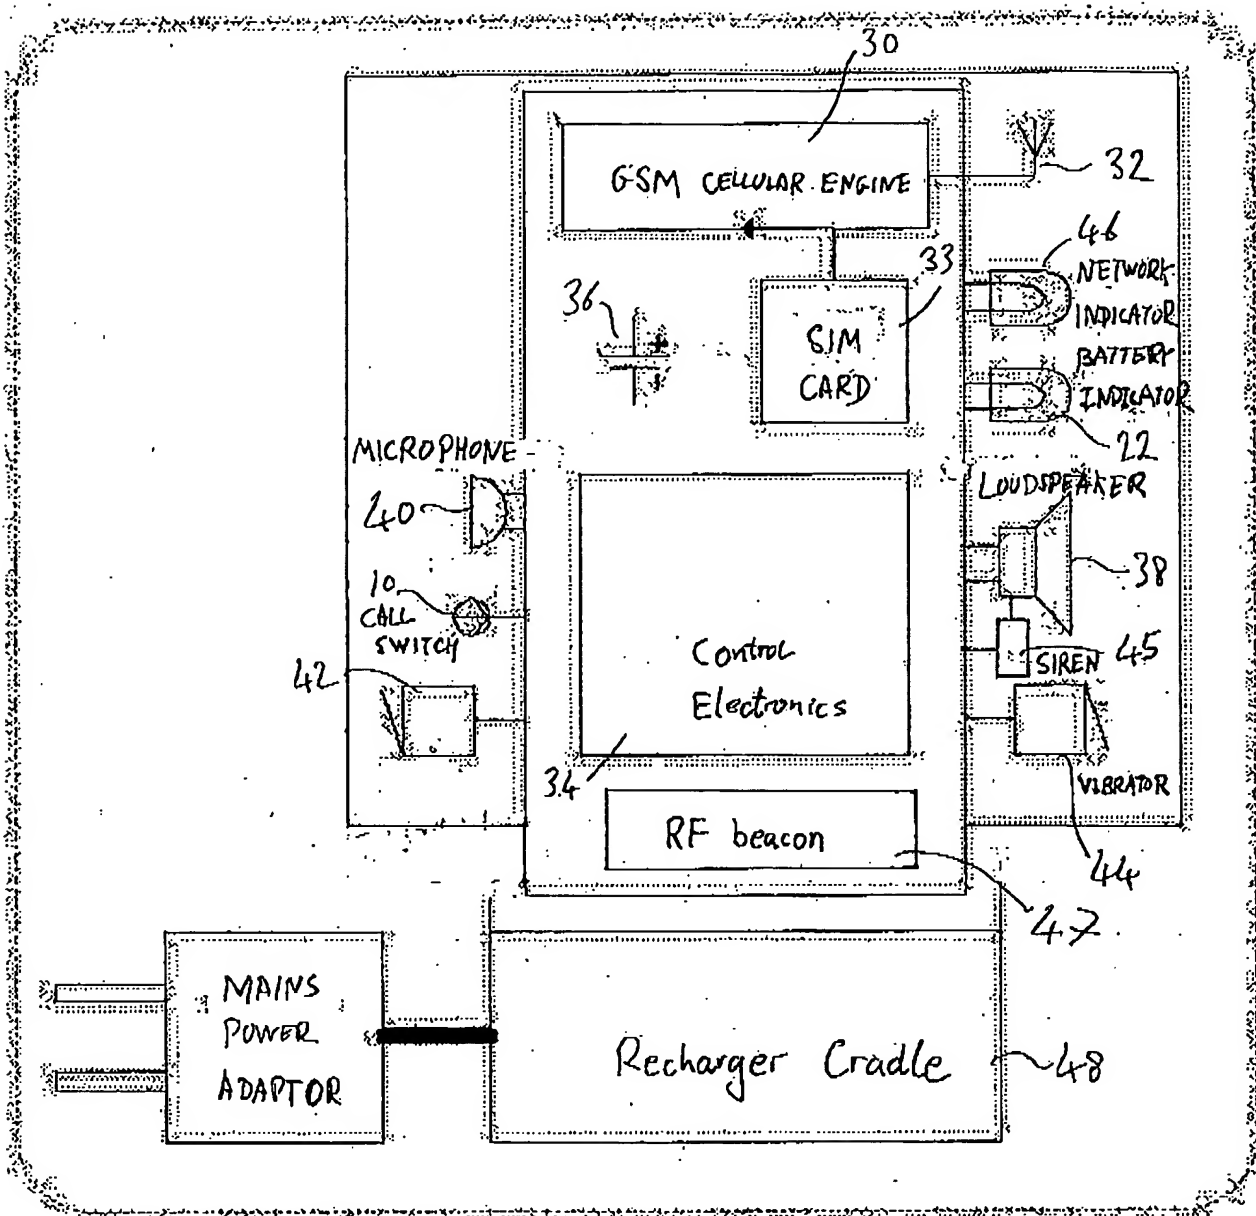 30
GSM CELLULAR ENGINE
32
33
SIM
CARD
36
46
NETWORK
INDICATOR
BATTERY
INDICATOR
22
MICROPHONE
40
LOUDSPEAKER
38
10
CALL
SWITCH
42
SIREN
45
Control
Electronics
34
VIBRATOR
44
RF beacon
47
MAINS
POWER
ADAPTOR
Recharger Cradle
48